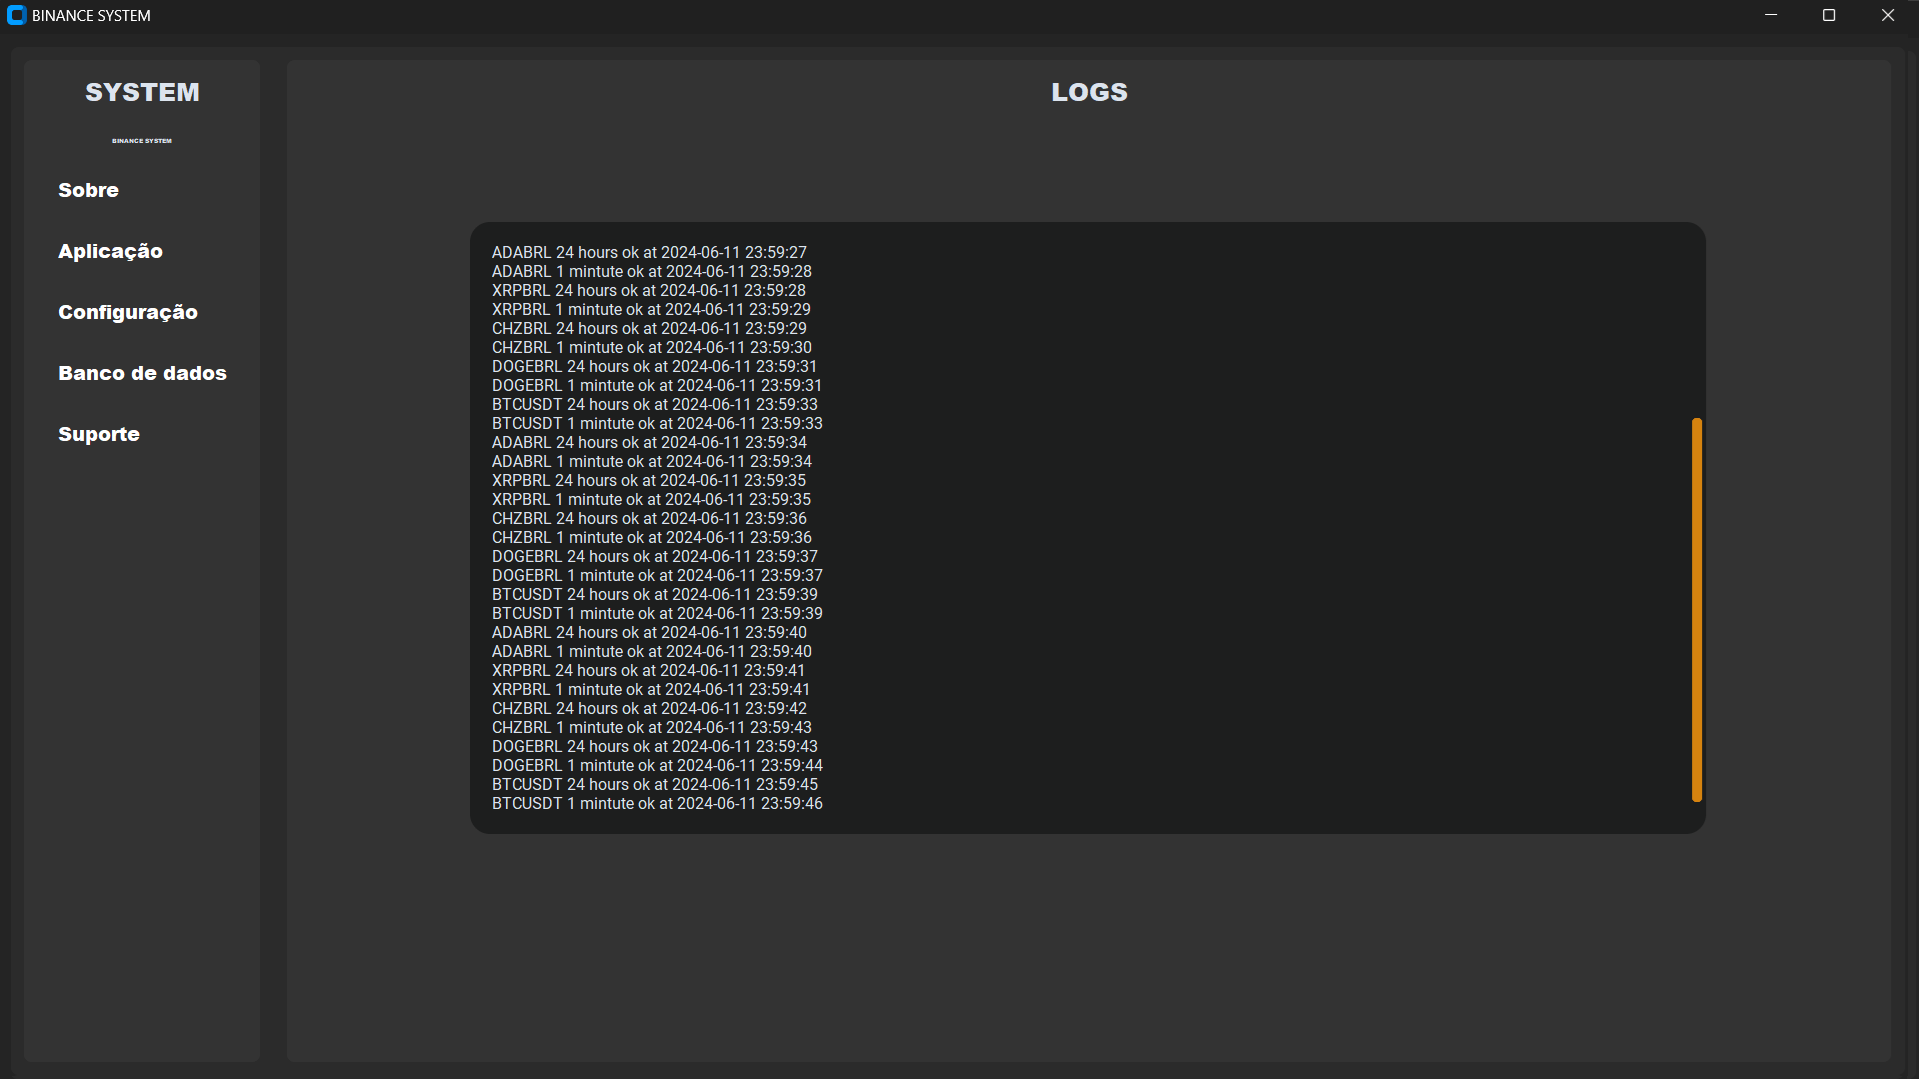 BINANCE SYSTEM
SYSTEM
BINANCE SYSTEM
Sobre
Aplicação
Configuração
Banco de dados
Suporte
LOGS
ADABRL 24 hours ok at 2024-06-11 23:59:27
ADABRL 1 mintute ok at 2024-06-11 23:59:28
XRPBRL 24 hours ok at 2024-06-11 23:59:28
XRPBRL 1 mintute ok at 2024-06-11 23:59:29
CHZBRL 24 hours ok at 2024-06-11 23:59:29
CHZBRL 1 mintute ok at 2024-06-11 23:59:30
DOGEBRL 24 hours ok at 2024-06-11 23:59:31
DOGEBRL 1 mintute ok at 2024-06-11 23:59:31
BTCUSDT 24 hours ok at 2024-06-11 23:59:33
BTCUSDT 1 mintute ok at 2024-06-11 23:59:33
ADABRL 24 hours ok at 2024-06-11 23:59:34
ADABRL 1 mintute ok at 2024-06-11 23:59:34
XRPBRL 24 hours ok at 2024-06-11 23:59:35
XRPBRL 1 mintute ok at 2024-06-11 23:59:35
CHZBRL 24 hours ok at 2024-06-11 23:59:36
CHZBRL 1 mintute ok at 2024-06-11 23:59:36
DOGEBRL 24 hours ok at 2024-06-11 23:59:37
DOGEBRL 1 mintute ok at 2024-06-11 23:59:37
BTCUSDT 24 hours ok at 2024-06-11 23:59:39
BTCUSDT 1 mintute ok at 2024-06-11 23:59:39
ADABRL 24 hours ok at 2024-06-11 23:59:40
ADABRL 1 mintute ok at 2024-06-11 23:59:40
XRPBRL 24 hours ok at 2024-06-11 23:59:41
XRPBRL 1 mintute ok at 2024-06-11 23:59:41
CHZBRL 24 hours ok at 2024-06-11 23:59:42
CHZBRL 1 mintute ok at 2024-06-11 23:59:43
DOGEBRL 24 hours ok at 2024-06-11 23:59:43
DOGEBRL 1 mintute ok at 2024-06-11 23:59:44
BTCUSDT 24 hours ok at 2024-06-11 23:59:45
BTCUSDT 1 mintute ok at 2024-06-11 23:59:46